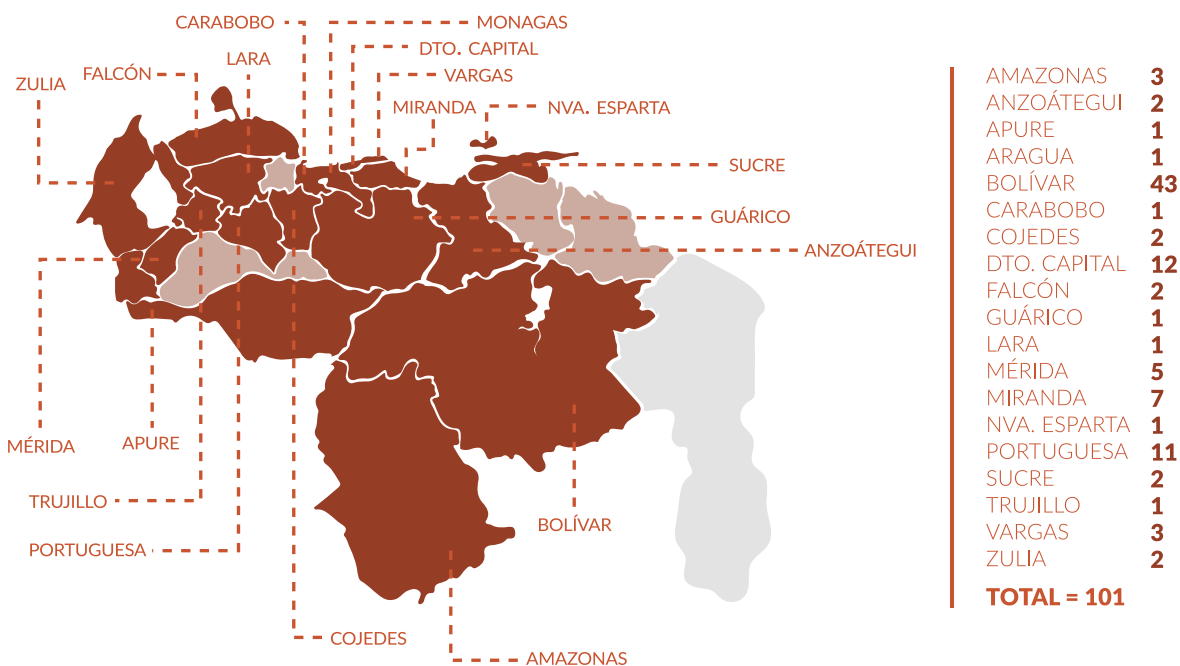 CARABOBO
MONAGAS
DTO. CAPITAL
LARA
VARGAS
FALCÓN
ZULIA
MIRANDA
NVA. ESPARTA
SUCRE
GUÁRICO
ANZOÁTEGUI
MÉRIDA
APURE
TRUJILLO
BOLÍVAR
PORTUGUESA
COJEDES
AMAZONAS
AMAZONAS 3
ANZOÁTEGUI 2
APURE 1
ARAGUA 1
BOLÍVAR 43
CARABOBO 1
COJEDES 2
DTO. CAPITAL 12
FALCÓN 2
GUÁRICO 1
LARA 1
MÉRIDA 5
MIRANDA 7
NVA. ESPARTA 1
PORTUGUESA 11
SUCRE 2
TRUJILLO 1
VARGAS 3
ZULIA 2
TOTAL = 101